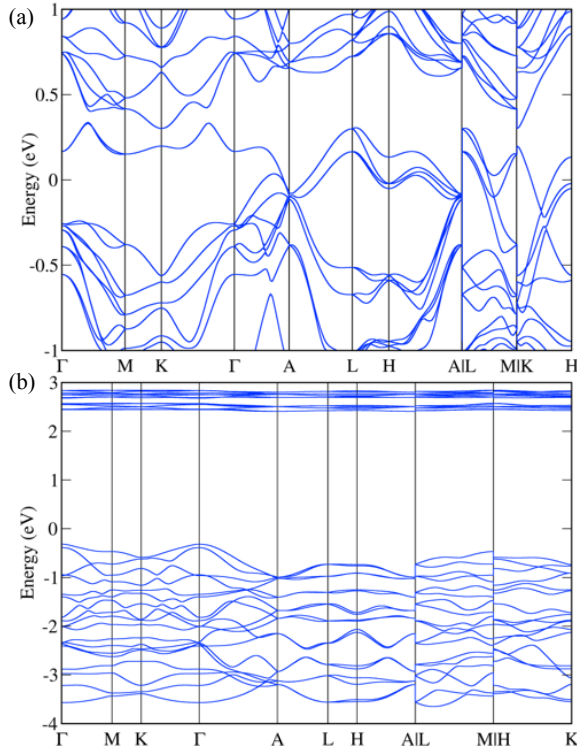 (a)
Energy (eV)
1
0.5
0
-0.5
-1
Γ M K Γ A L H A|L M|K H
(b)
Energy (eV)
3
2
1
0
-1
-2
-3
-4
Γ M K Γ A L H A|L M|H K